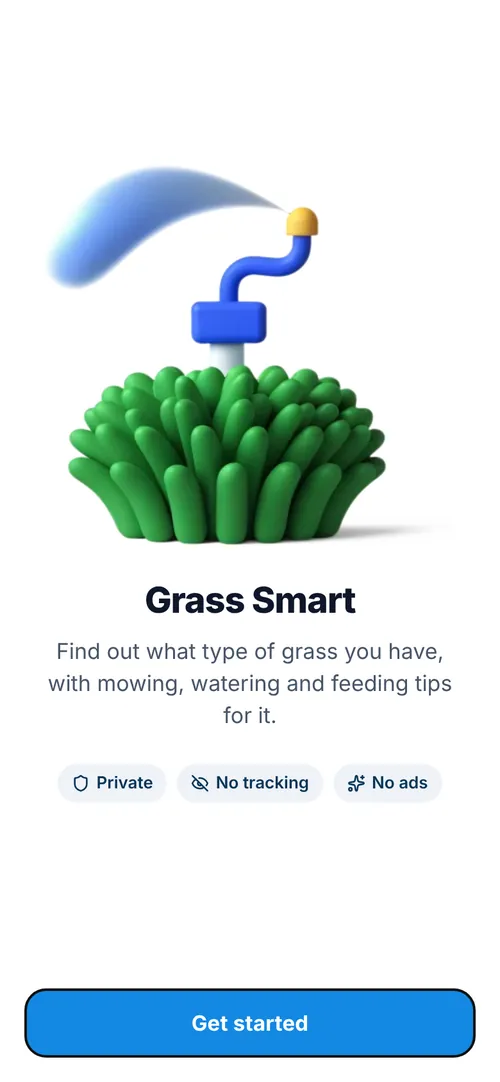 Grass Smart
Find out what type of grass you have,
with mowing, watering and feeding tips
for it.
Private
No tracking
No ads
Get started